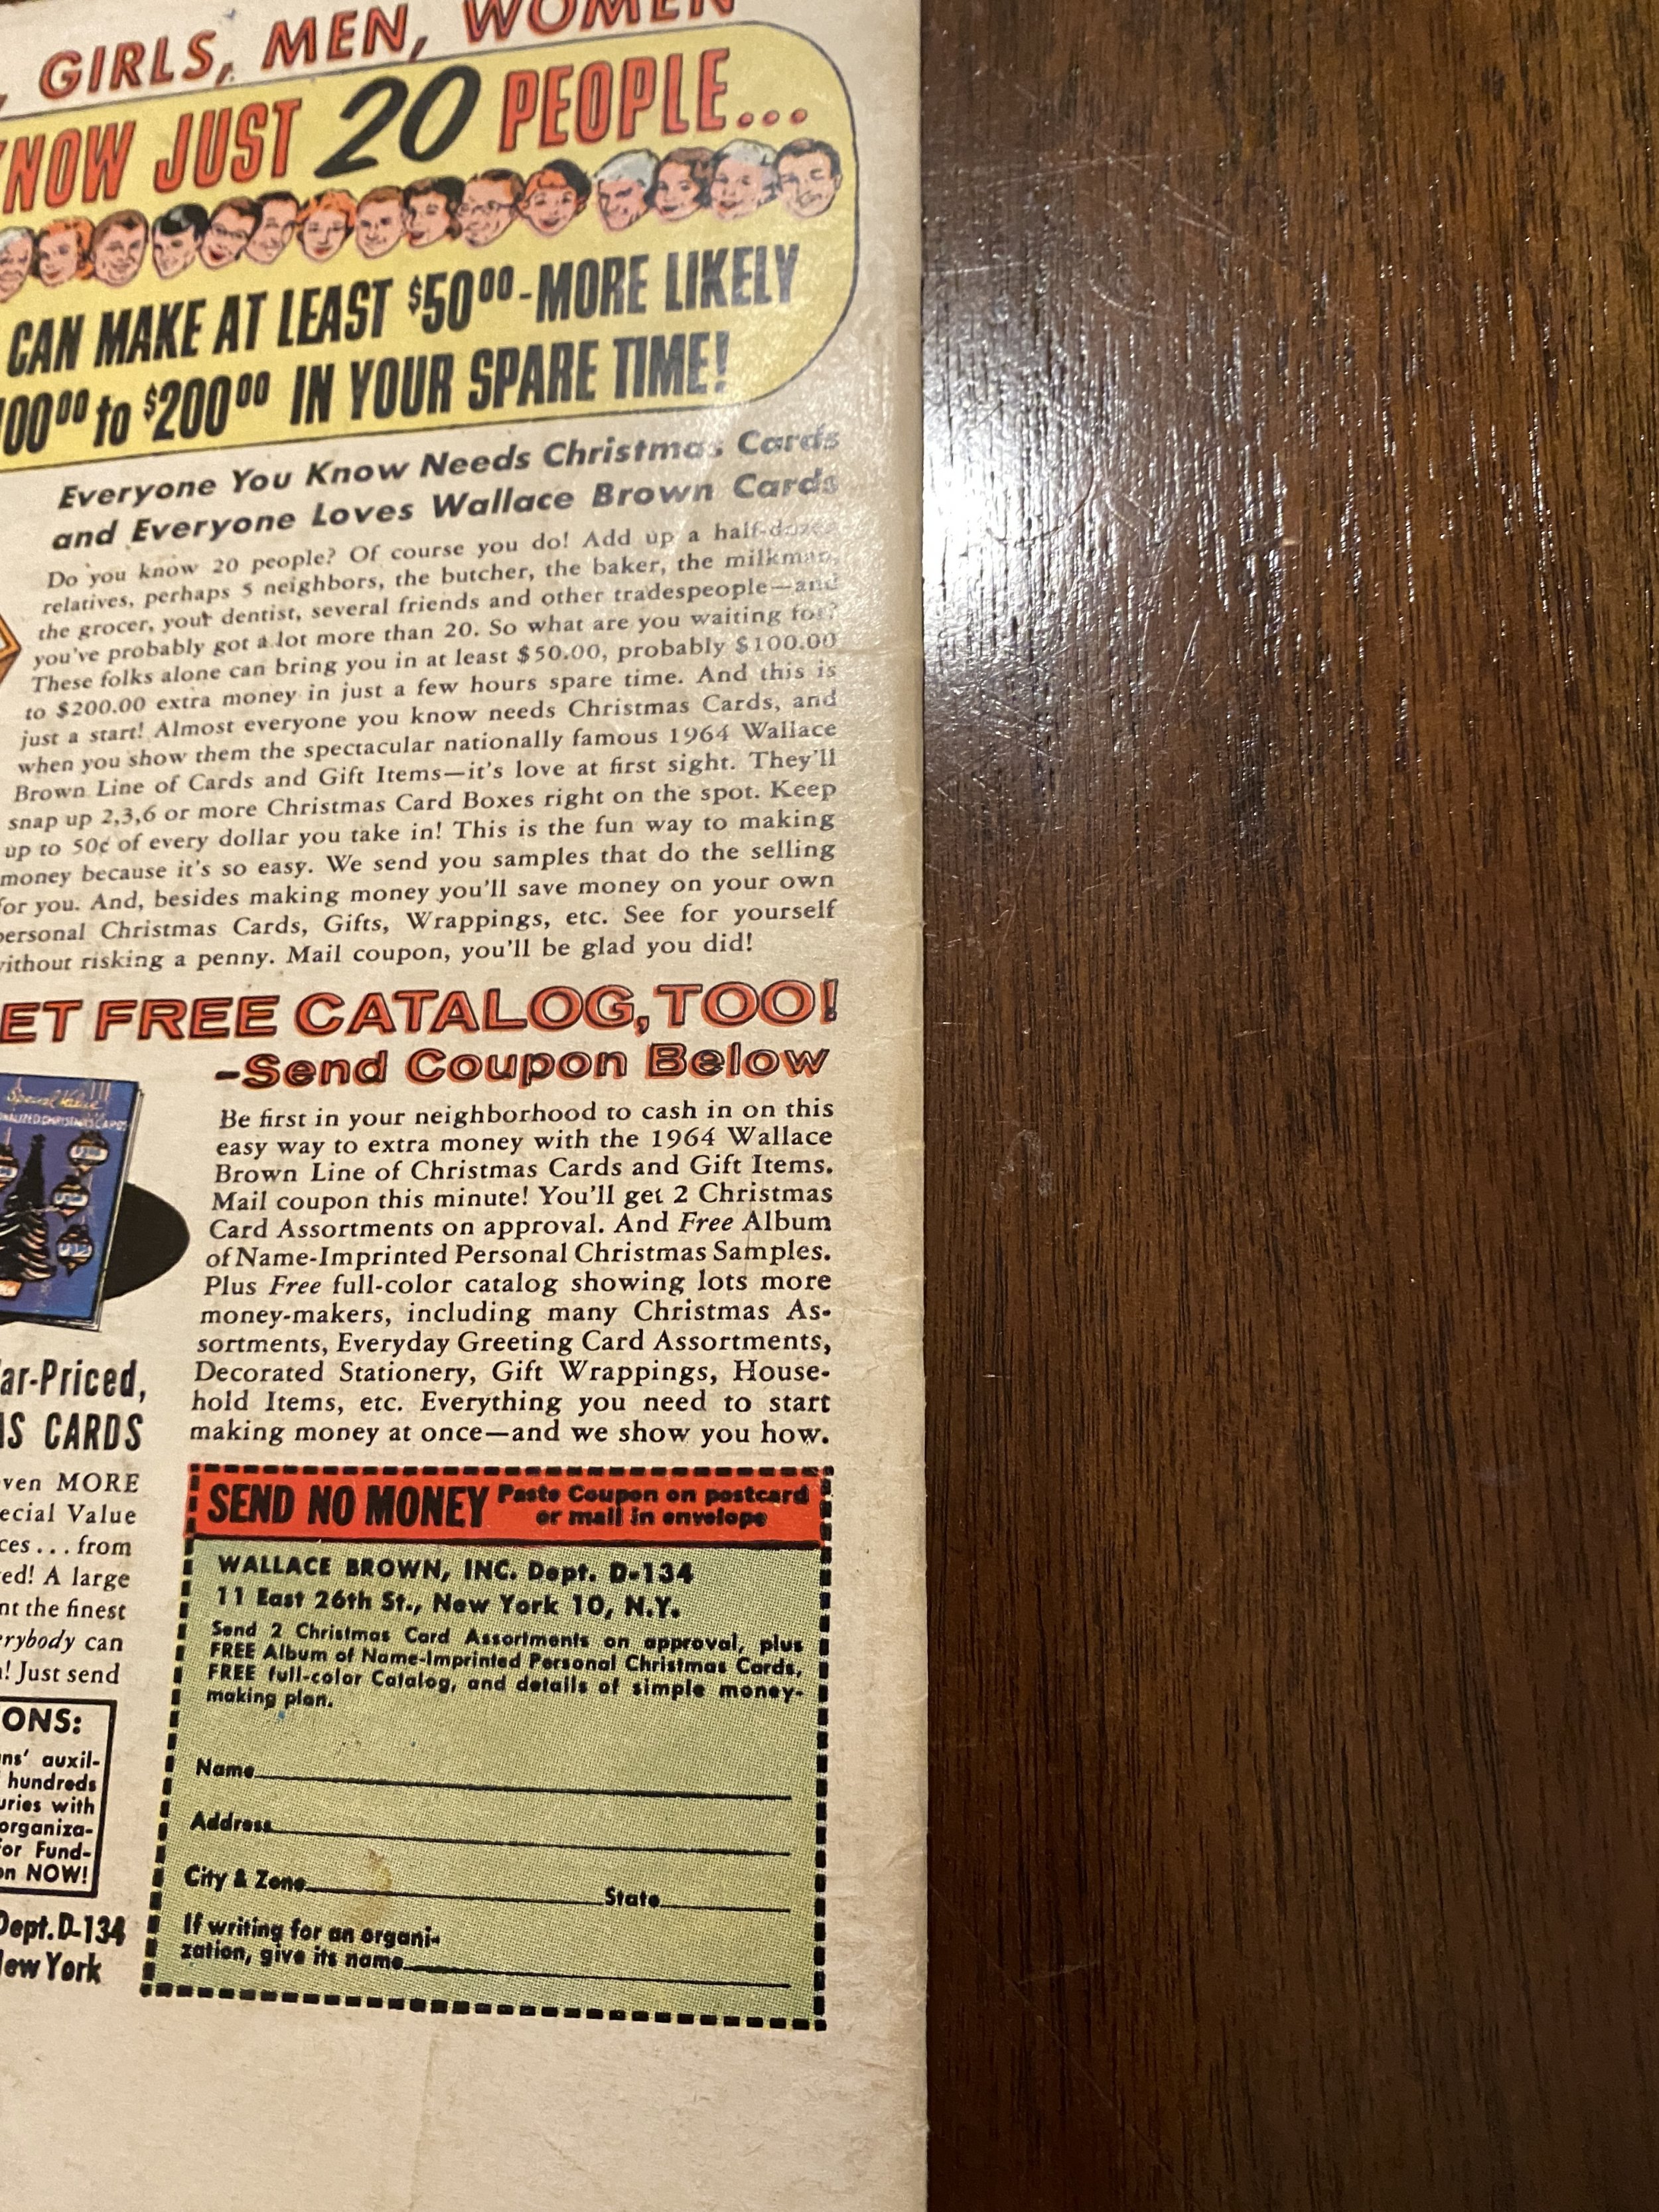 GIRLS, MEN, WOMEN
KNOW JUST 20 PEOPLE...
CAN MAKE AT LEAST $50⁰⁰-MORE LIKELY
100⁰⁰ to $200⁰⁰ IN YOUR SPARE TIME!
Everyone You Know Needs Christmas Cards
and Everyone Loves Wallace Brown Cards
Do you know 20 people? Of course you do! Add up a half-dozen
relatives, perhaps 5 neighbors, the butcher, the baker, the milkman,
the grocer, your dentist, several friends and other tradespeople—and
you've probably got a lot more than 20. So what are you waiting for?
These folks alone can bring you in at least $50.00, probably $100.00
to $200.00 extra money in just a few hours spare time. And this is
just a start! Almost everyone you know needs Christmas Cards, and
when you show them the spectacular nationally famous 1964 Wallace
Brown Line of Cards and Gift Items—it's love at first sight. They'll
snap up 2,3,6 or more Christmas Card Boxes right on the spot. Keep
up to 50¢ of every dollar you take in! This is the fun way to making
money because it's so easy. We send you samples that do the selling
for you. And, besides making money you'll save money on your own
personal Christmas Cards, Gifts, Wrappings, etc. See for yourself
without risking a penny. Mail coupon, you'll be glad you did!
ET FREE CATALOG, TOO!
-Send Coupon Below
Special Value
NALIZED CHRISTMAS CARDS
Be first in your neighborhood to cash in on this
easy way to extra money with the 1964 Wallace
Brown Line of Christmas Cards and Gift Items.
Mail coupon this minute! You'll get 2 Christmas
Card Assortments on approval. And Free Album
of Name-Imprinted Personal Christmas Samples.
Plus Free full-color catalog showing lots more
money-makers, including many Christmas As-
sortments, Everyday Greeting Card Assortments,
Decorated Stationery, Gift Wrappings, House-
hold Items, etc. Everything you need to start
making money at once—and we show you how.
ar-Priced,
AS CARDS
ven MORE
ecial Value
ces... from
ed! A large
nt the finest
erybody can
! Just send
ONS:
ns' auxil-
hundreds
uries with
organiza-
for Fund-
on NOW!
Dept. D-134
New York
SEND NO MONEY Paste Coupon on postcard
or mail in envelope
WALLACE BROWN, INC. Dept. D-134
11 East 26th St., New York 10, N.Y.
Send 2 Christmas Card Assortments on approval, plus
FREE Album of Name-Imprinted Personal Christmas Cards,
FREE full-color Catalog, and details of simple money-
making plan.
Name
Address
City & Zone State
If writing for an organi-
zation, give its name